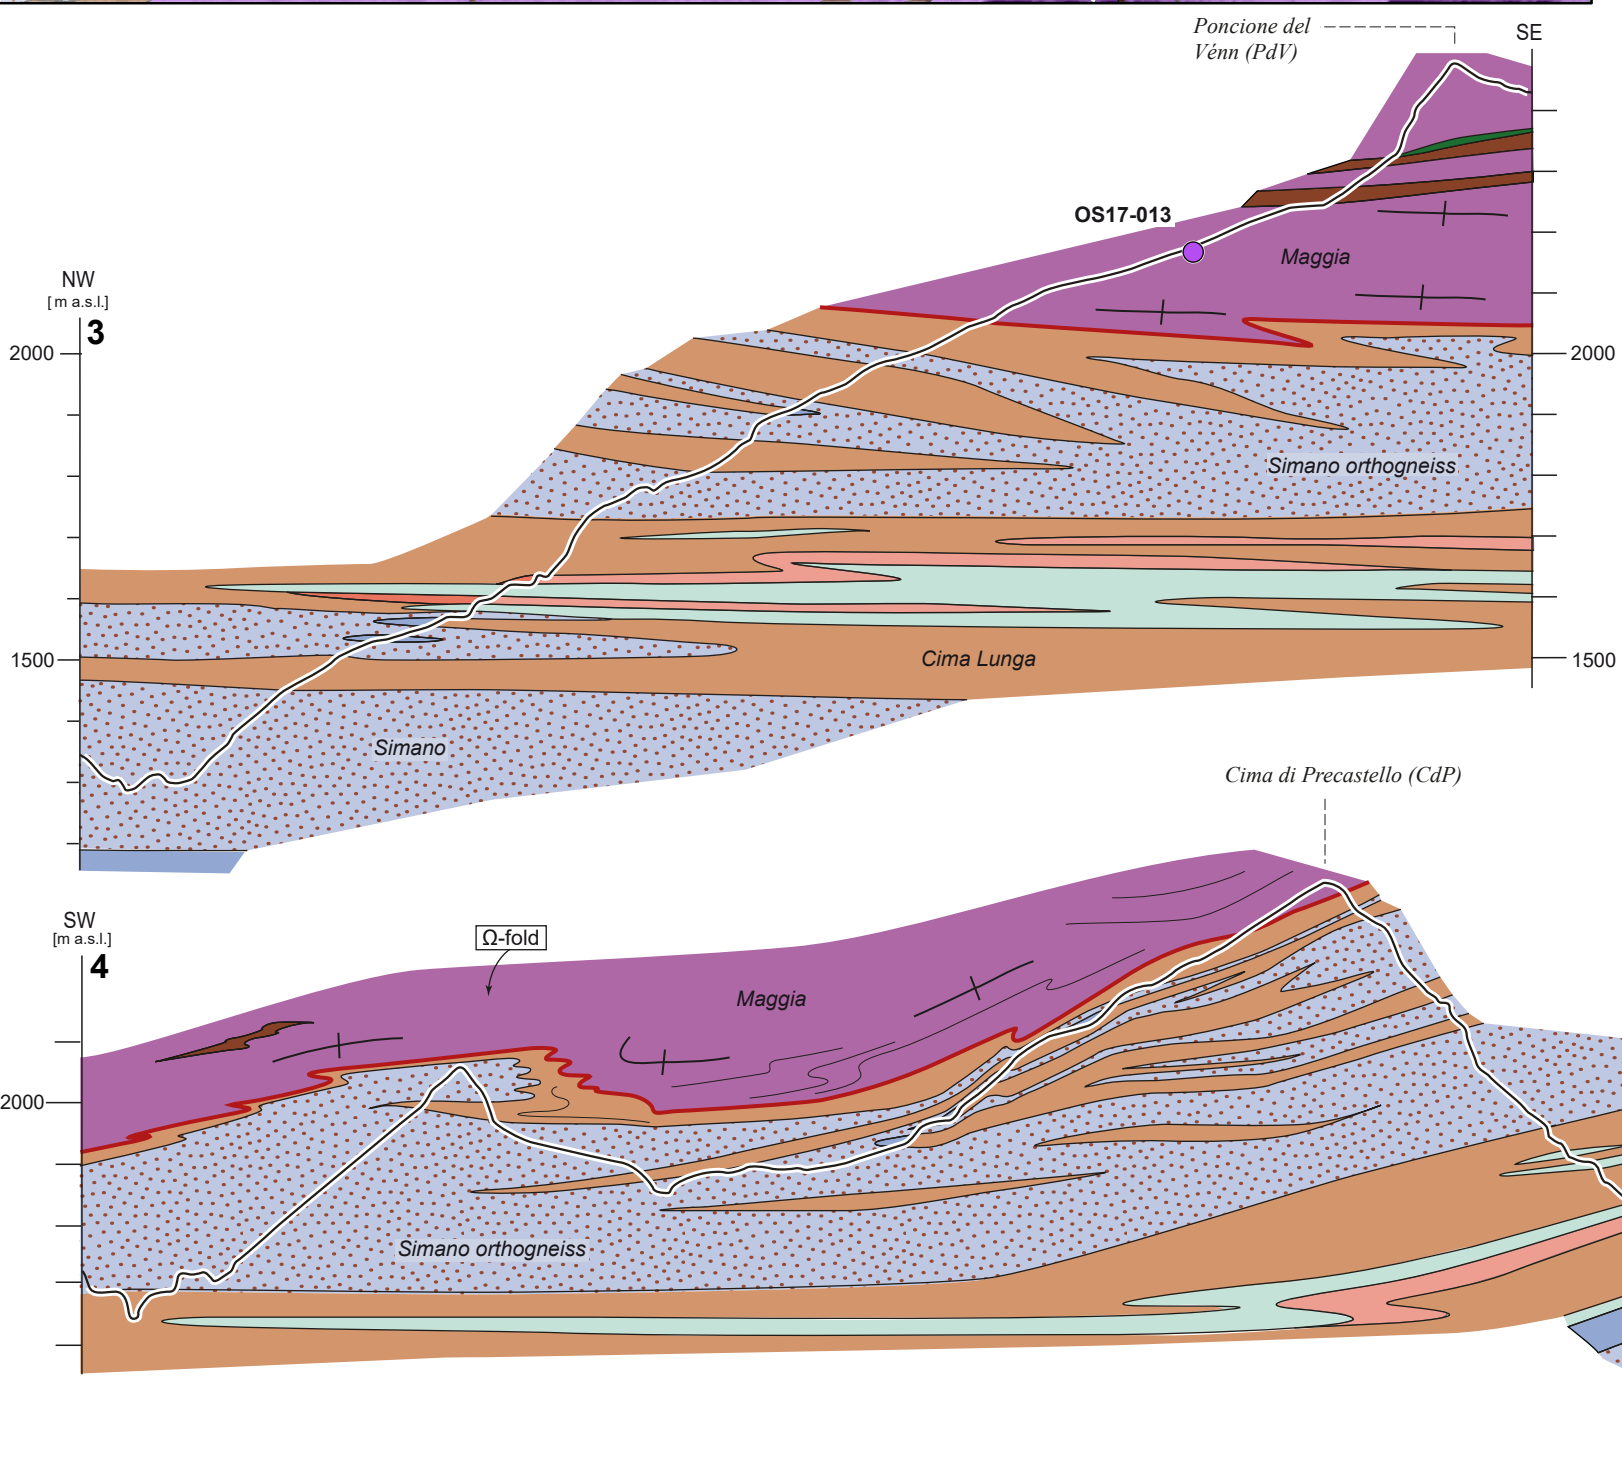 Poncione del
Vénn (PdV)
SE
OS17-013
Maggia
NW
[ m a.s.l.]
3
2000
2000
Simano orthogneiss
1500
Cima Lunga
1500
Simano
Cima di Precastello (CdP)
SW
[m a.s.l.]
4
Ω-fold
Maggia
2000
Simano orthogneiss